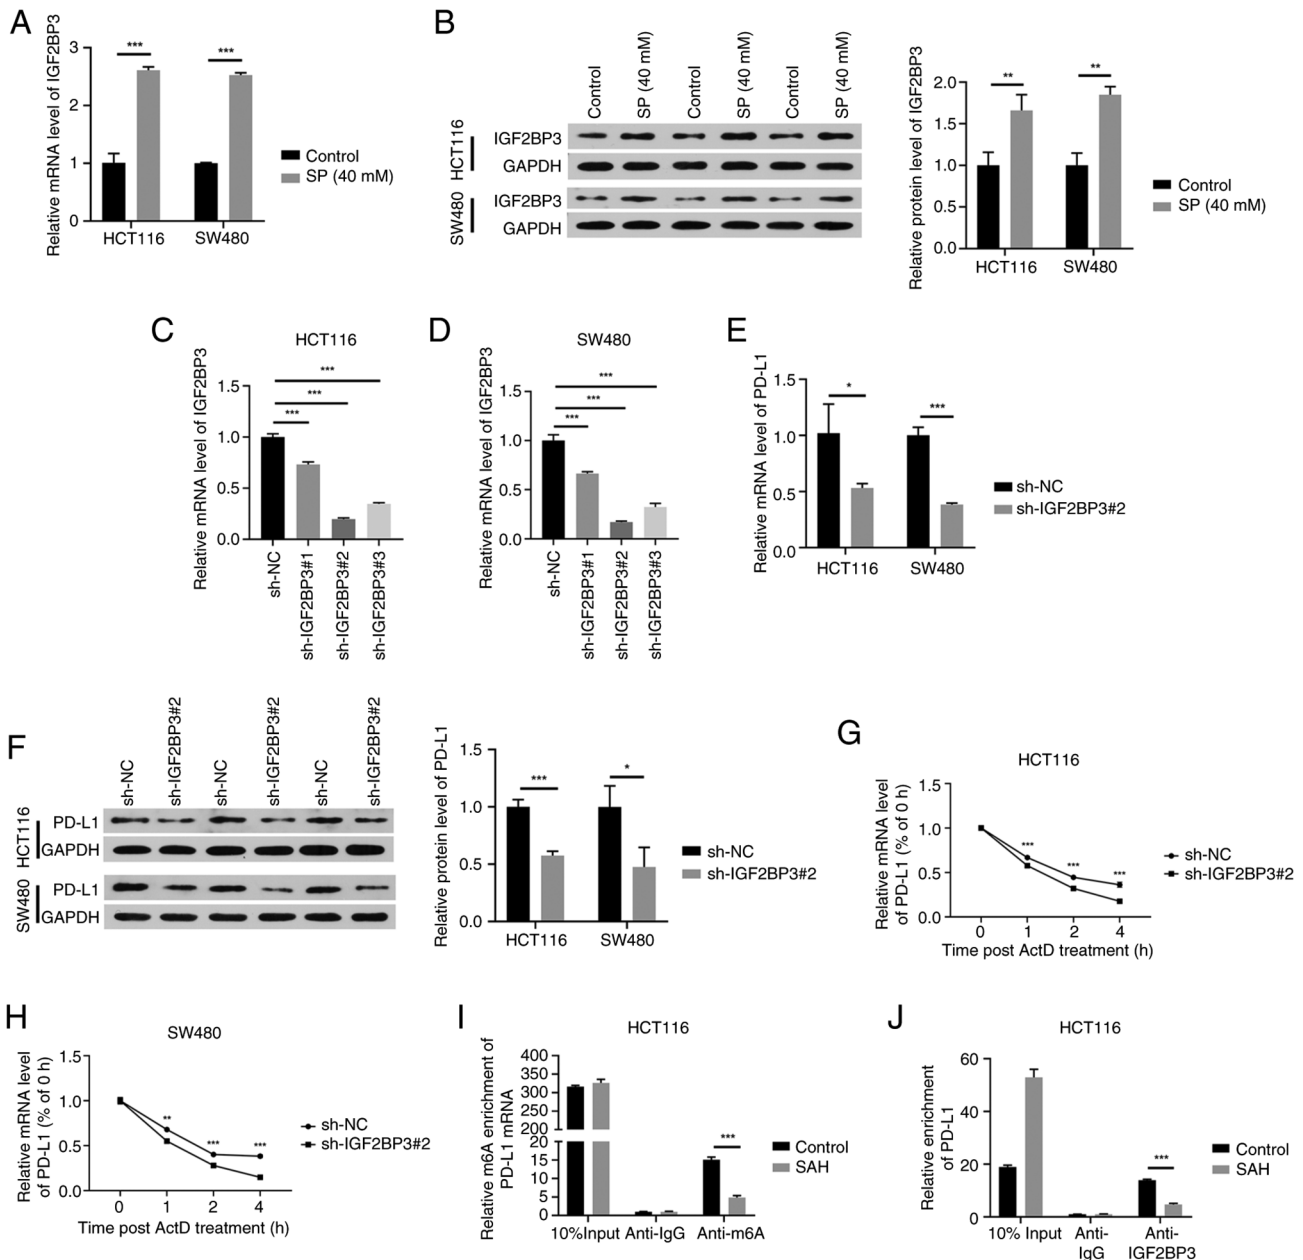 A
Relative mRNA level of IGF2BP3
3
2
1
0
***
***
HCT116
SW480
Control
SP (40 mM)
B
Control
SP (40 mM)
Control
SP (40 mM)
Control
SP (40 mM)
HCT116
IGF2BP3
GAPDH
SW480
IGF2BP3
GAPDH
Relative protein level of IGF2BP3
2.0
1.5
1.0
0.5
0.0
**
**
HCT116
SW480
Control
SP (40 mM)
C
HCT116
Relative mRNA level of IGF2BP3
1.5
1.0
0.5
0.0
***
***
***
sh-NC
sh-IGF2BP3#1
sh-IGF2BP3#2
sh-IGF2BP3#3
D
SW480
Relative mRNA level of IGF2BP3
1.5
1.0
0.5
0.0
***
***
***
sh-NC
sh-IGF2BP3#1
sh-IGF2BP3#2
sh-IGF2BP3#3
E
Relative mRNA level of PD-L1
1.5
1.0
0.5
0.0
*
***
HCT116
SW480
sh-NC
sh-IGF2BP3#2
F
sh-NC
sh-IGF2BP3#2
sh-NC
sh-IGF2BP3#2
sh-NC
sh-IGF2BP3#2
HCT116
PD-L1
GAPDH
SW480
PD-L1
GAPDH
Relative protein level of PD-L1
1.5
1.0
0.5
0.0
***
*
HCT116
SW480
sh-NC
sh-IGF2BP3#2
G
HCT116
Relative mRNA level
of PD-L1 (% of 0 h)
1.5
1.0
0.5
0.0
***
***
***
0 1 2 4
Time post ActD treatment (h)
sh-NC
sh-IGF2BP3#2
H
SW480
Relative mRNA level
of PD-L1 (% of 0 h)
1.5
1.0
0.5
0.0
**
***
***
0 1 2 4
Time post ActD treatment (h)
sh-NC
sh-IGF2BP3#2
I
HCT116
Relative m6A enrichment of
PD-L1 mRNA
400
350
300
250
200
20
15
10
5
0
***
10%Input Anti-IgG Anti-m6A
Control
SAH
J
HCT116
Relative enrichment
of PD-L1
60
40
20
0
***
10% Input
Anti-
IgG
Anti-
IGF2BP3
Control
SAH